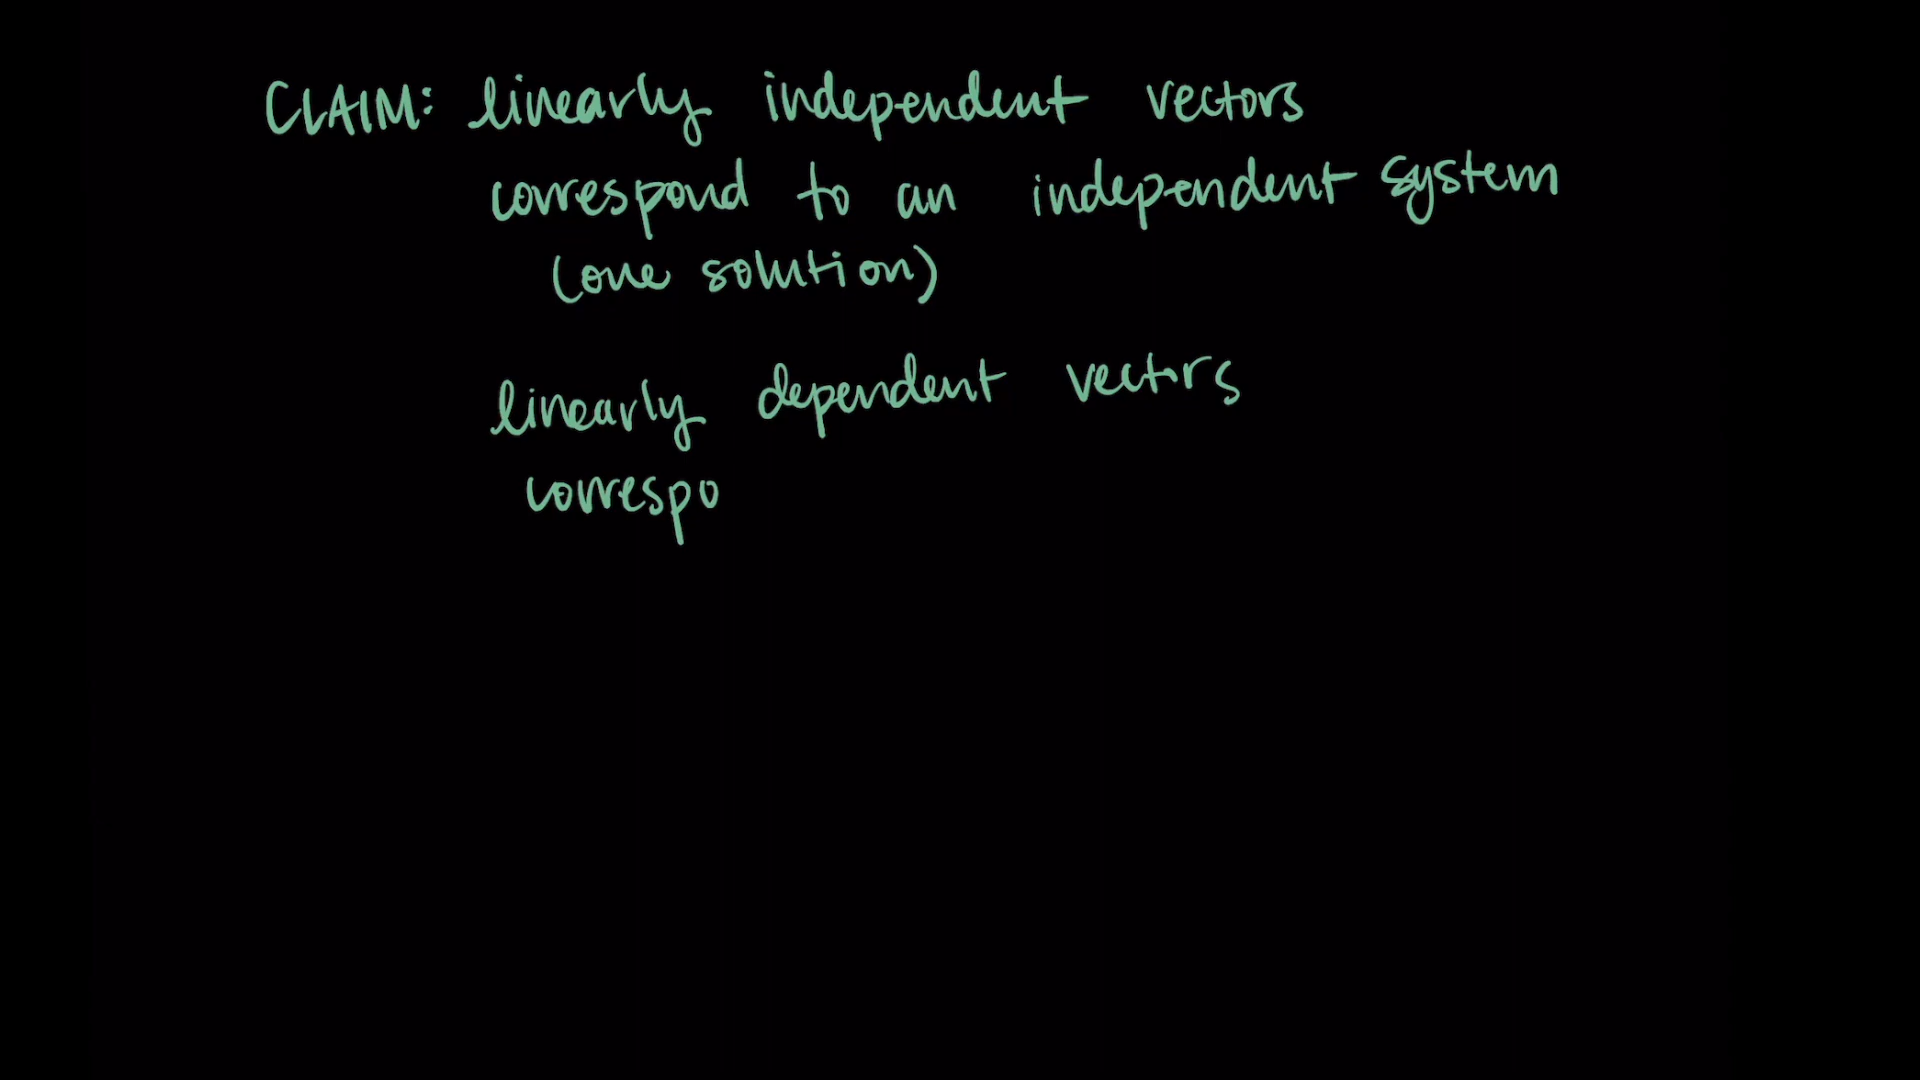 CLAIM: linearly independent vectors
correspond to an independent system
(one solution)
linearly dependent vectors
correspo